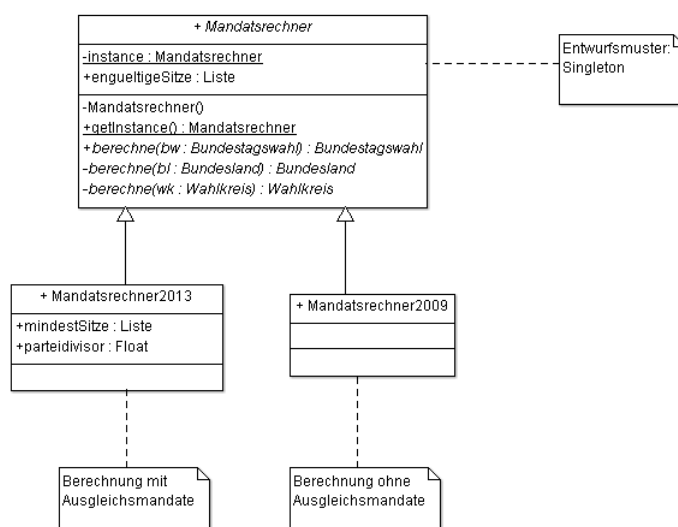 + Mandatsrechner
-instance : Mandatsrechner
+engueltigeSitze : Liste
-Mandatsrechner()
+getInstance() : Mandatsrechner
+berechne(bw : Bundestagswahl) : Bundestagswahl
-berechne(bl : Bundesland) : Bundesland
-berechne(wk : Wahlkreis) : Wahlkreis
Entwurfsmuster:
Singleton
+ Mandatsrechner2013
+mindestSitze : Liste
+parteidivisor : Float
+ Mandatsrechner2009
Berechnung mit
Ausgleichsmandate
Berechnung ohne
Ausgleichsmandate